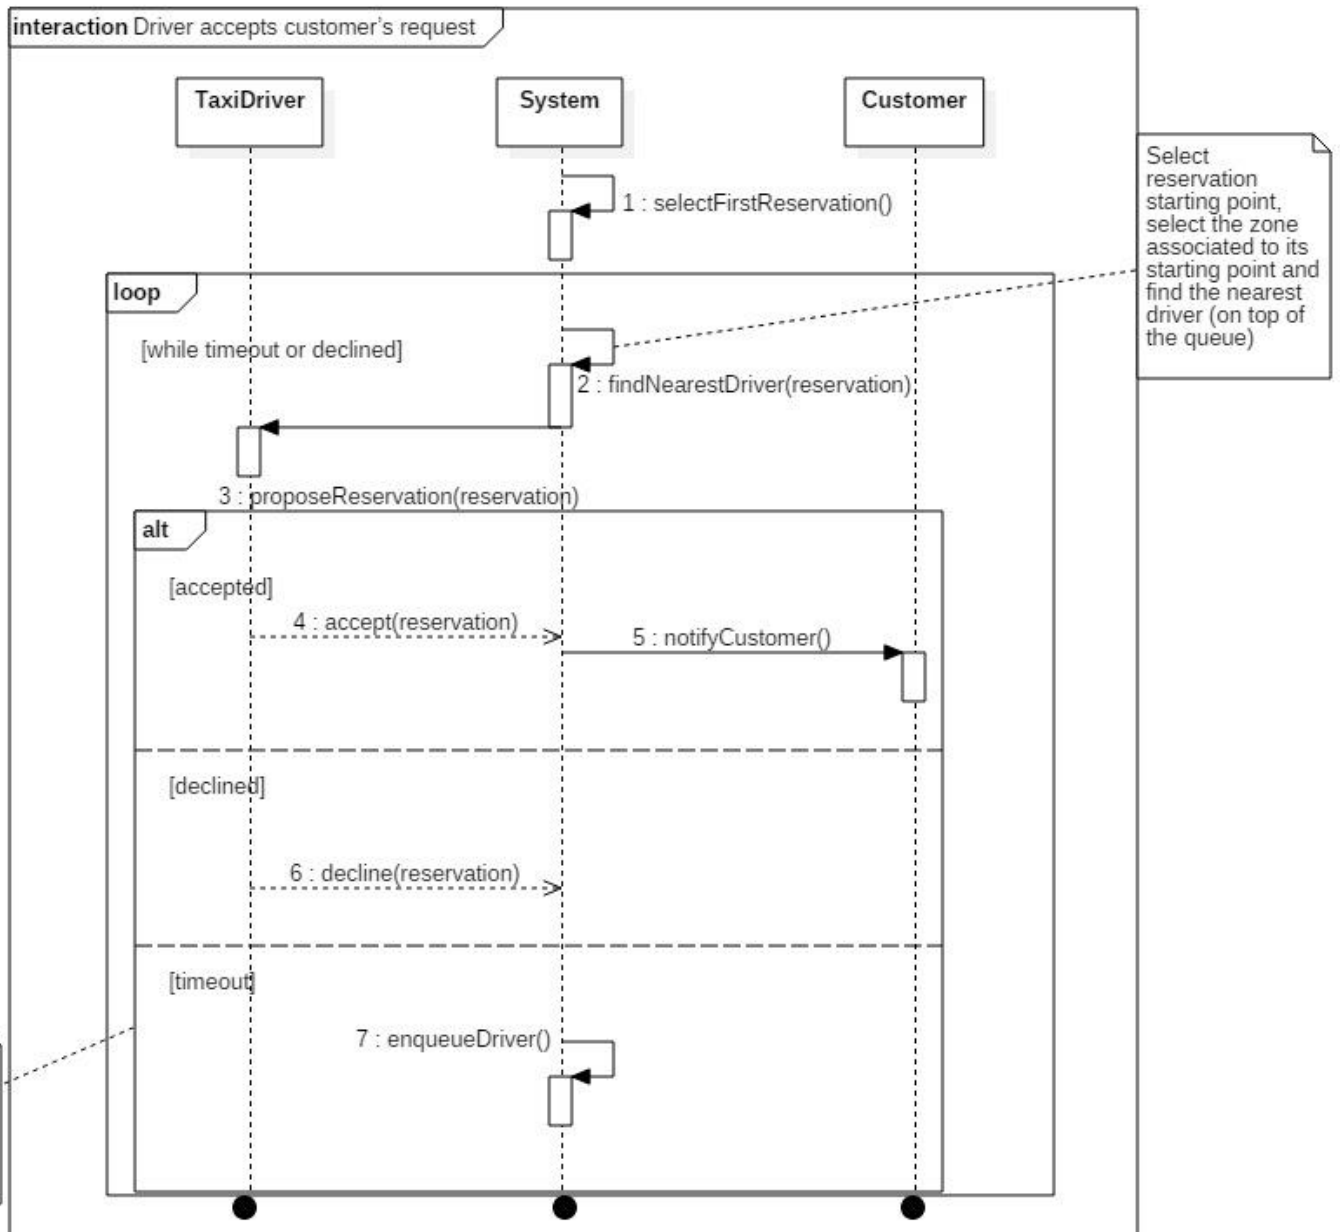 interaction Driver accepts customer's request
TaxiDriver
System
Customer
Select
reservation
starting point,
select the zone
associated to its
starting point and
find the nearest
driver (on top of
the queue)
1 : selectFirstReservation()
loop
[while timeout or declined]
2 : findNearestDriver(reservation)
3 : proposeReservation(reservation)
alt
[accepted]
4 : accept(reservation)
5 : notifyCustomer()
[declined]
6 : decline(reservation)
[timeout]
7 : enqueueDriver()